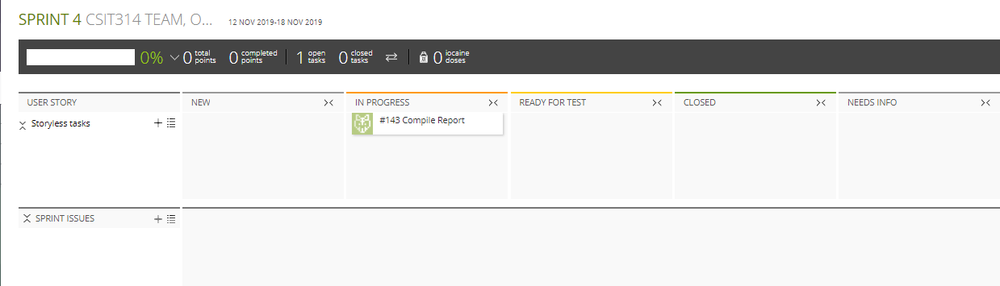 SPRINT 4 CSIT314 TEAM, O... 12 NOV 2019-18 NOV 2019
0% 0 total points 0 completed points 1 open tasks 0 closed tasks 0 iocaine doses
USER STORY NEW IN PROGRESS READY FOR TEST CLOSED NEEDS INFO
Storyless tasks #143 Compile Report
SPRINT ISSUES